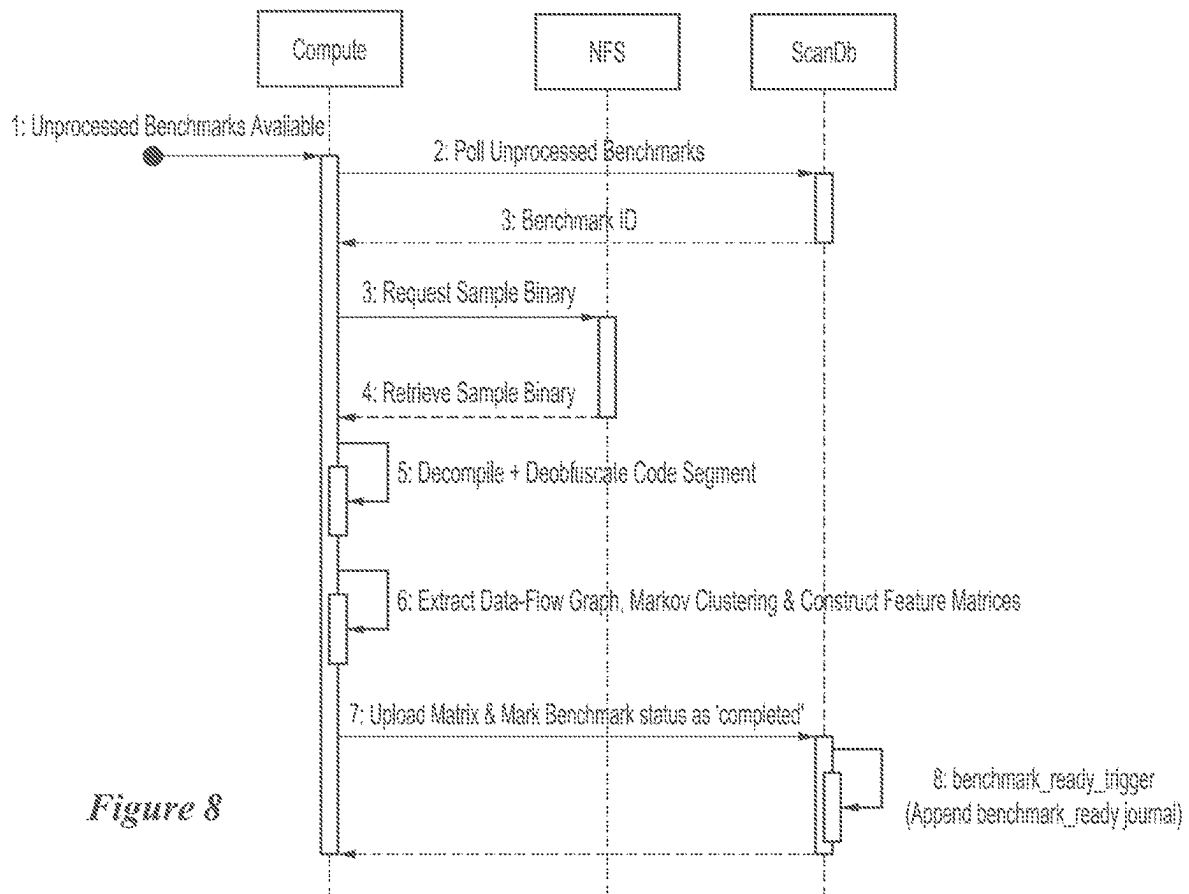 Compute
NFS
ScanDb
1: Unprocessed Benchmarks Available
2: Poll Unprocessed Benchmarks
3: Benchmark ID
3: Request Sample Binary
4: Retrieve Sample Binary
5: Decompile + Deobfuscate Code Segment
6: Extract Data-Flow Graph, Markov Clustering & Construct Feature Matrices
7: Upload Matrix & Mark Benchmark status as 'completed'
8: benchmark_ready_trigger
(Append benchmark_ready journal)
Figure 8